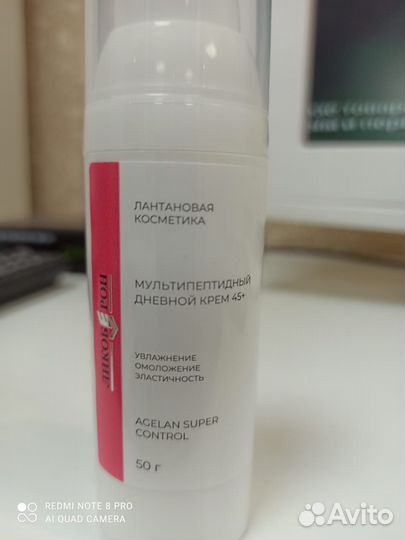 ЛАНТАНОВАЯ
КОСМЕТИКА
МУЛЬТИПЕПТИДНЫЙ
ДНЕВНОЙ КРЕМ 45+
УВЛАЖНЕНИЕ
ОМОЛОЖЕНИЕ
ЭЛАСТИЧНОСТЬ
AGELAN SUPER
CONTROL
50 г
ЛИКОБЕРОН
REDMI NOTE 8 PRO
AI QUAD CAMERA
Avito